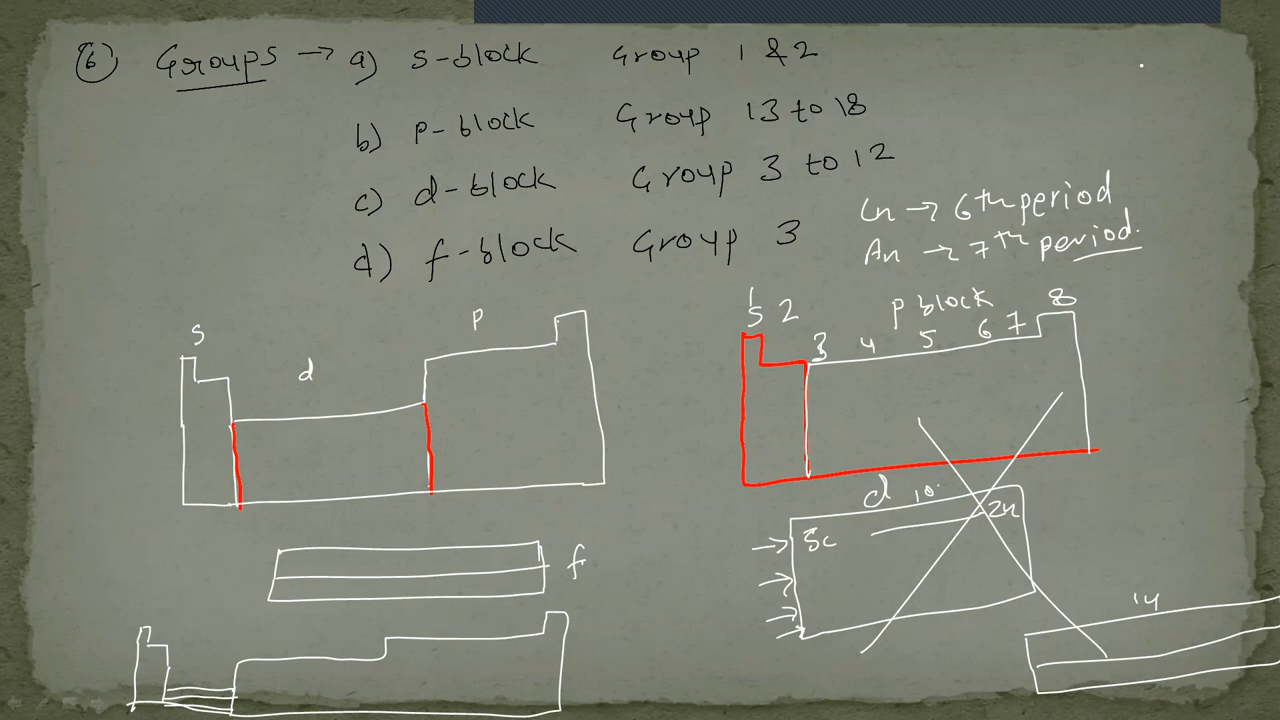 6 Groups → a) s-block Group 1 & 2
b) p-block Group 13 to 18
c) d-block Group 3 to 12
d) f-block Group 3
Ln → 6th period
An → 7th period.
s d p
f
1 2 p block 8
s 3 4 5 6 7
d 10
Sc Zn
14